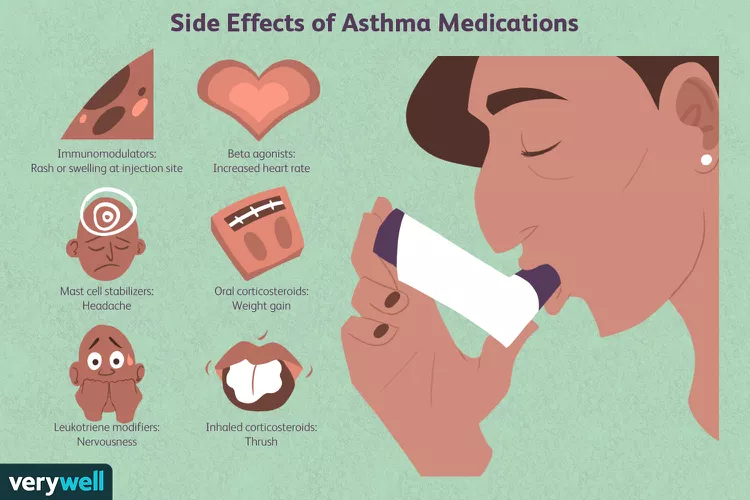 Side Effects of Asthma Medications
Immunomodulators:
Rash or swelling at injection site
Beta agonists:
Increased heart rate
Mast cell stabilizers:
Headache
Oral corticosteroids:
Weight gain
Leukotriene modifiers:
Nervousness
Inhaled corticosteroids:
Thrush
verywell